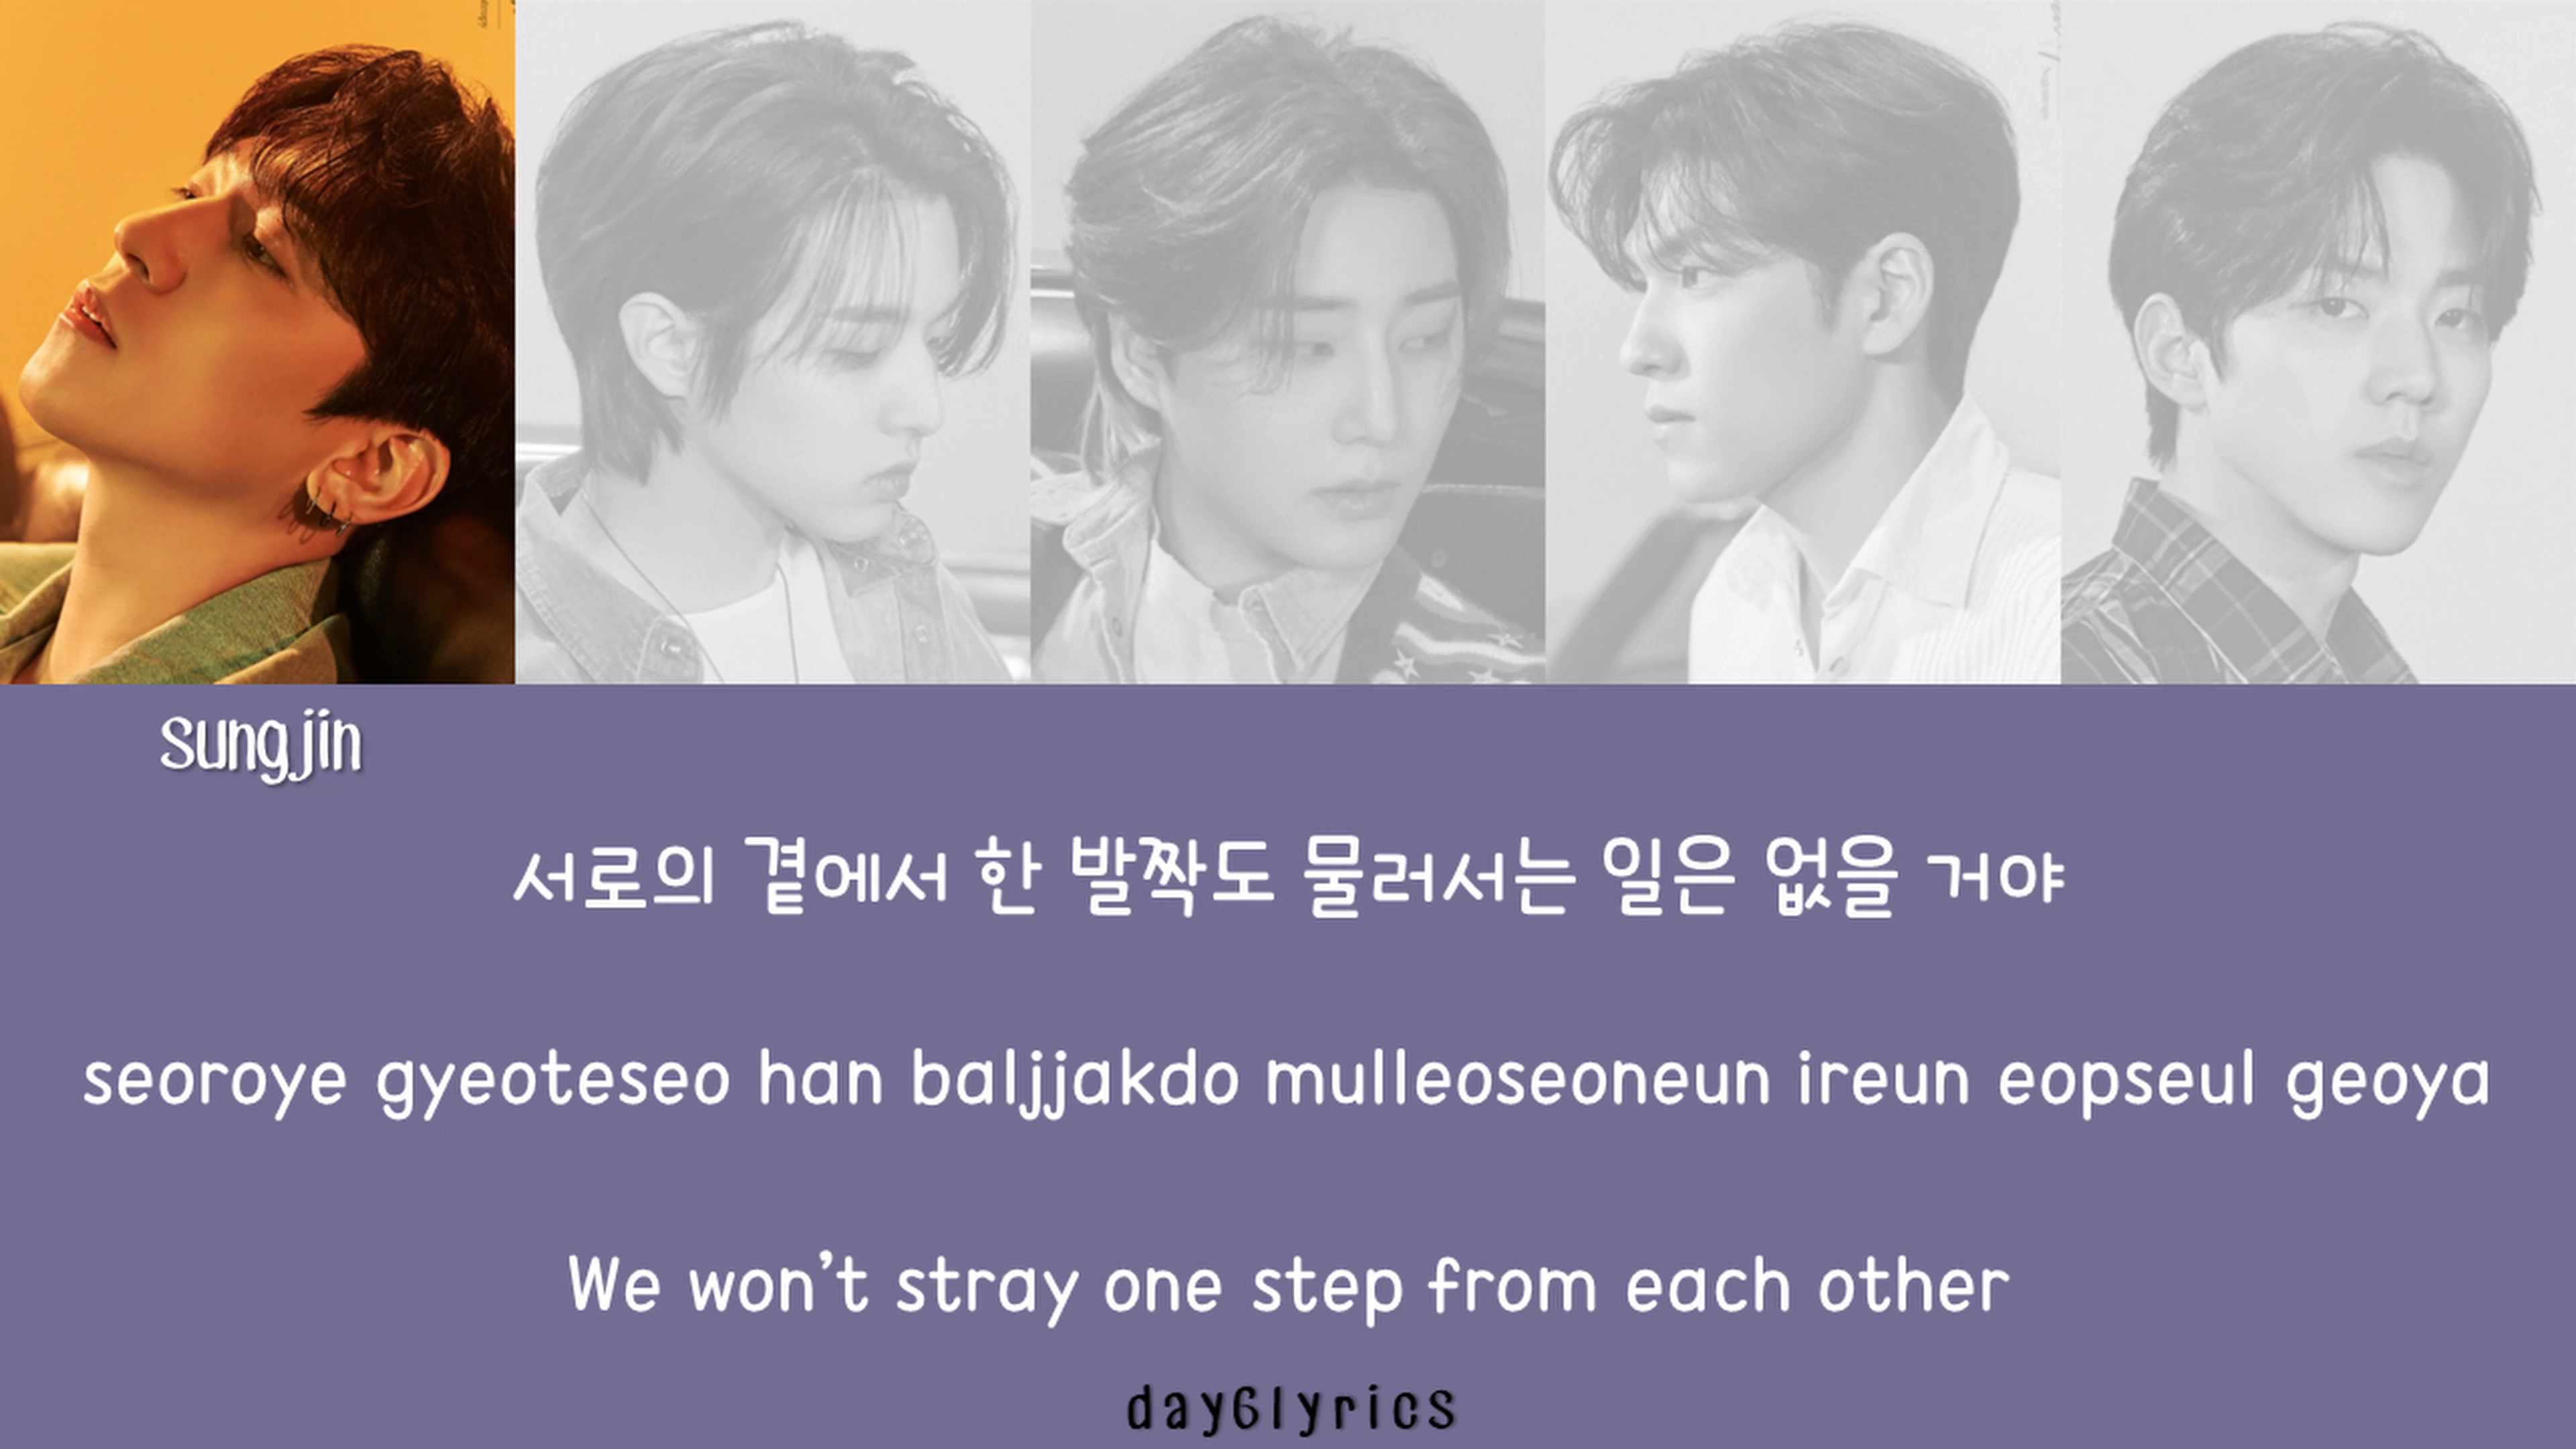 sungjin
서로의 곁에서 한 발짝도 물러서는 일은 없을 거야
seoroye gyeoteseo han baljjakdo mulleoseoneun ireun eopseul geoya
We won't stray one step from each other
day6lyrics